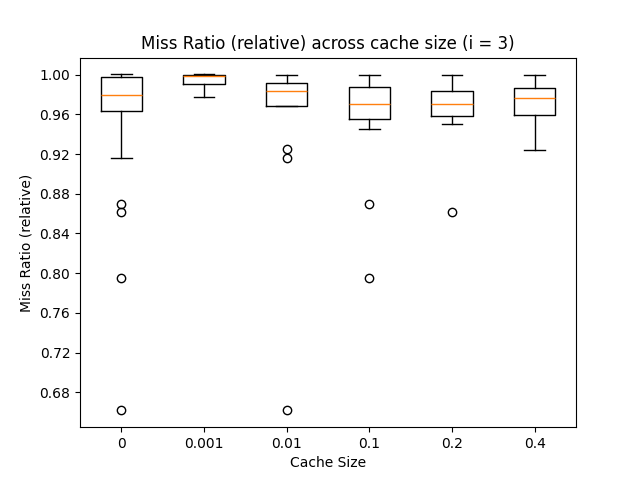 Miss Ratio (relative) across cache size (i = 3)
Miss Ratio (relative)
1.00
0.96
0.92
0.88
0.84
0.80
0.76
0.72
0.68
0 0.001 0.01 0.1 0.2 0.4
Cache Size